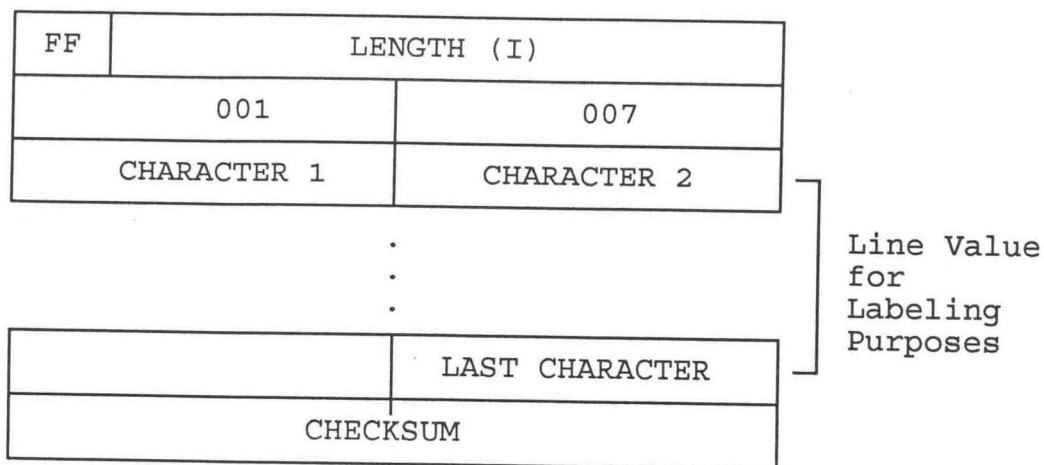 FF LENGTH (I)
001 007
CHARACTER 1 CHARACTER 2
Line Value
for
Labeling
Purposes
LAST CHARACTER
CHECKSUM